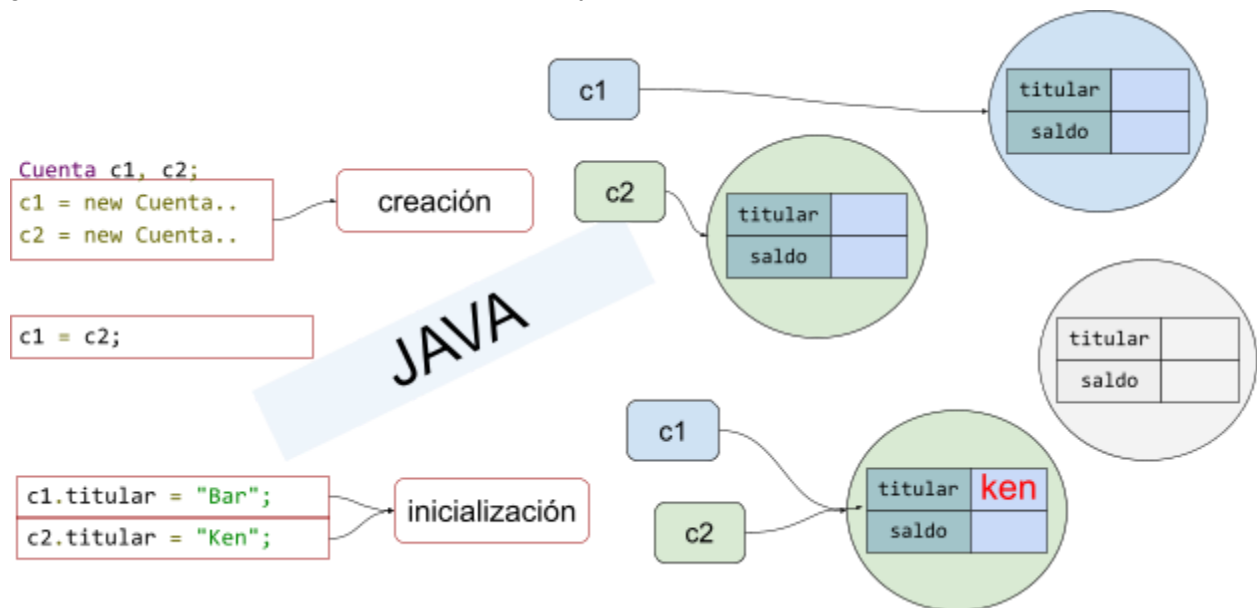 c1
titular
saldo
Cuenta c1, c2;
c1 = new Cuenta..
c2 = new Cuenta..
creación
c2
titular
saldo
c1 = c2;
JAVA
titular
saldo
c1
c1.titular = "Bar";
c2.titular = "Ken";
inicialización
c2
titular ken
saldo